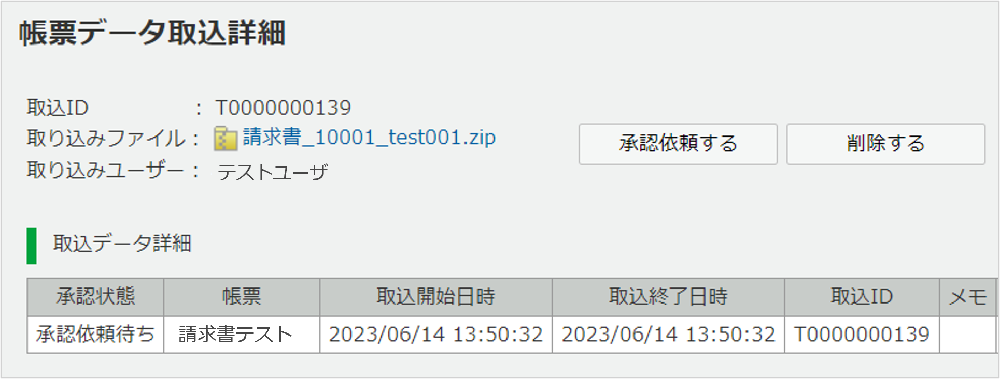 帳票データ取込詳細
取込ID : T0000000139
取り込みファイル : 請求書_10001_test001.zip
承認依頼する 削除する
取り込みユーザー : テストユーザ
取込データ詳細
承認状態 帳票 取込開始日時 取込終了日時 取込ID メモ
承認依頼待ち 請求書テスト 2023/06/14 13:50:32 2023/06/14 13:50:32 T0000000139